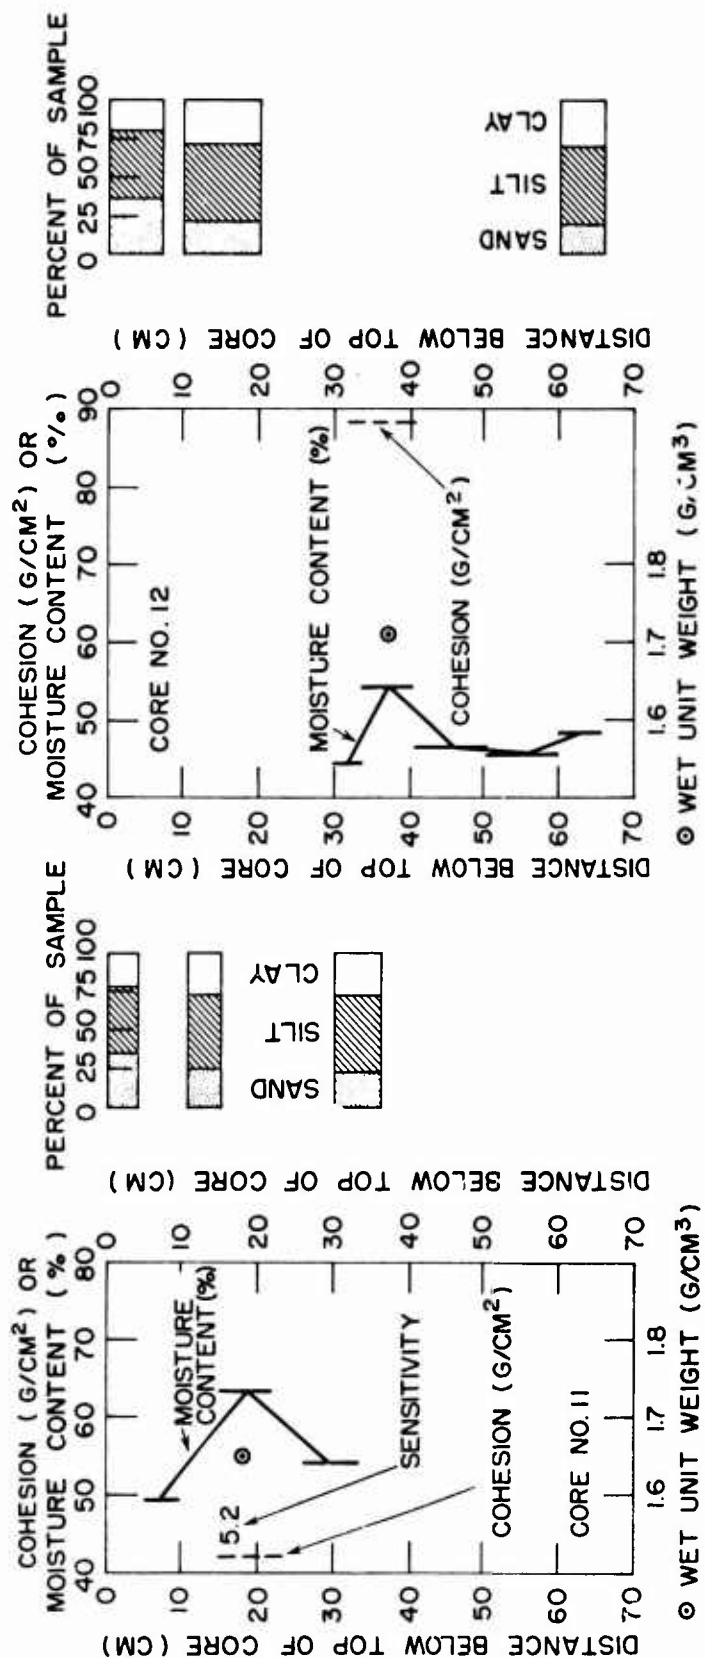 COHESION (G/CM²) OR
MOISTURE CONTENT (%)
40 50 60 70 80
DISTANCE BELOW TOP OF CORE (CM)
0 10 20 30 40 50 60 70
MOISTURE
CONTENT(%)
5.2
SENSITIVITY
COHESION (G/CM²)
CORE NO. 11
0 10 20 30 40 50 60 70
DISTANCE BELOW TOP OF CORE (CM)
1.6 1.7 1.8
⊙ WET UNIT WEIGHT (G/CM³)
PERCENT OF SAMPLE
0 25 50 75 100
SAND SILT CLAY
COHESION (G/CM²) OR
MOISTURE CONTENT (%)
40 50 60 70 80 90
DISTANCE BELOW TOP OF CORE (CM)
0 10 20 30 40 50 60 70
CORE NO. 12
MOISTURE CONTENT (%)
COHESION (G/CM²)
0 10 20 30 40 50 60 70
DISTANCE BELOW TOP OF CORE (CM)
1.6 1.7 1.8
⊙ WET UNIT WEIGHT (G/CM³)
PERCENT OF SAMPLE
0 25 50 75 100
SAND SILT CLAY